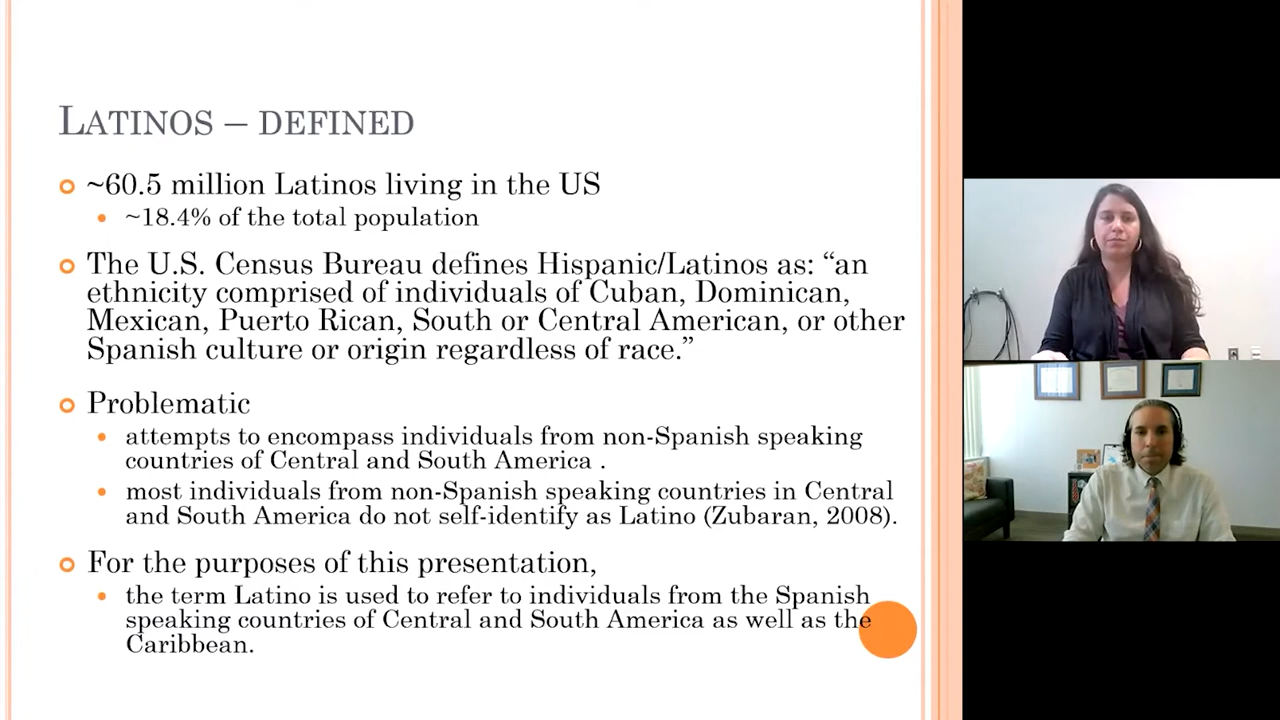 LATINOS – DEFINED
~60.5 million Latinos living in the US
~18.4% of the total population
The U.S. Census Bureau defines Hispanic/Latinos as: “an
ethnicity comprised of individuals of Cuban, Dominican,
Mexican, Puerto Rican, South or Central American, or other
Spanish culture or origin regardless of race.”
Problematic
attempts to encompass individuals from non-Spanish speaking
countries of Central and South America .
most individuals from non-Spanish speaking countries in Central
and South America do not self-identify as Latino (Zubaran, 2008).
For the purposes of this presentation,
the term Latino is used to refer to individuals from the Spanish
speaking countries of Central and South America as well as the
Caribbean.